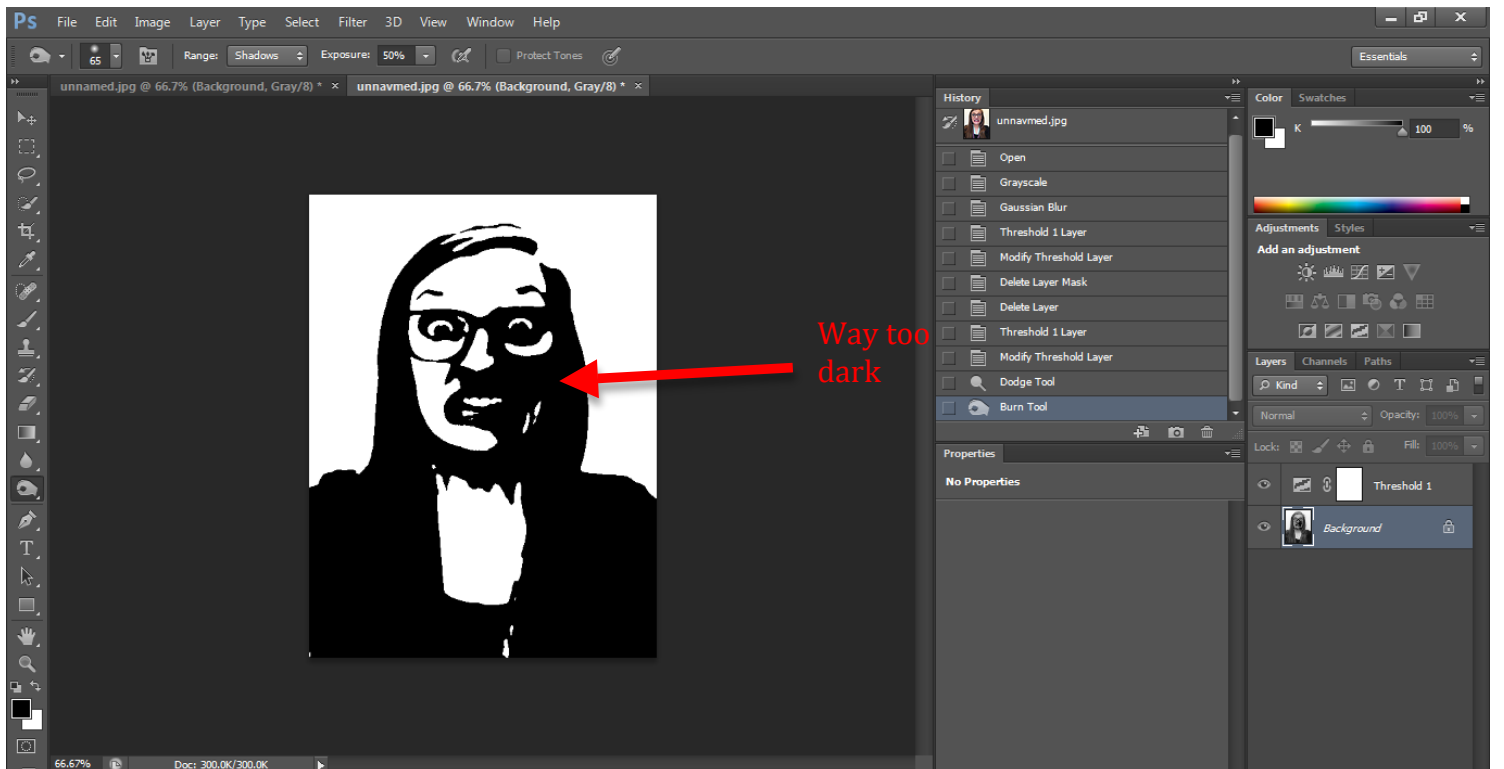 Ps File Edit Image Layer Type Select Filter 3D View Window Help
65 Range: Shadows Exposure: 50% Protect Tones Essentials
unnamed.jpg @ 66.7% (Background, Gray/8) * × unnavmed.jpg @ 66.7% (Background, Gray/8) * ×
History
unnavmed.jpg
Open
Grayscale
Gaussian Blur
Threshold 1 Layer
Modify Threshold Layer
Delete Layer Mask
Delete Layer
Threshold 1 Layer
Modify Threshold Layer
Dodge Tool
Burn Tool
Properties
No Properties
Color Swatches
K 100 %
Adjustments Styles
Add an adjustment
Layers Channels Paths
Kind
Normal Opacity: 100%
Lock: Fill: 100%
Threshold 1
Background
Way too
dark
66.67% Doc: 300.0K/300.0K